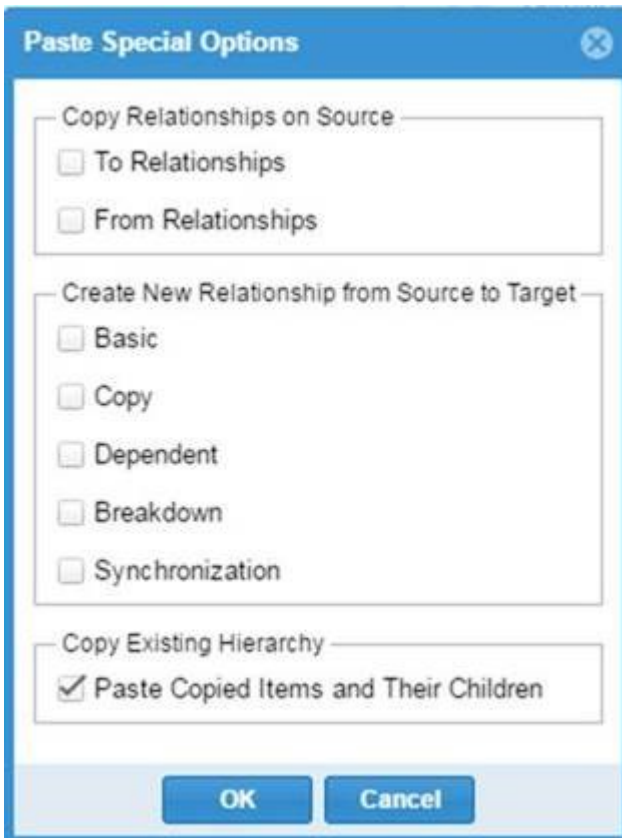 Paste Special Options
Copy Relationships on Source
To Relationships
From Relationships
Create New Relationship from Source to Target
Basic
Copy
Dependent
Breakdown
Synchronization
Copy Existing Hierarchy
Paste Copied Items and Their Children
OK Cancel